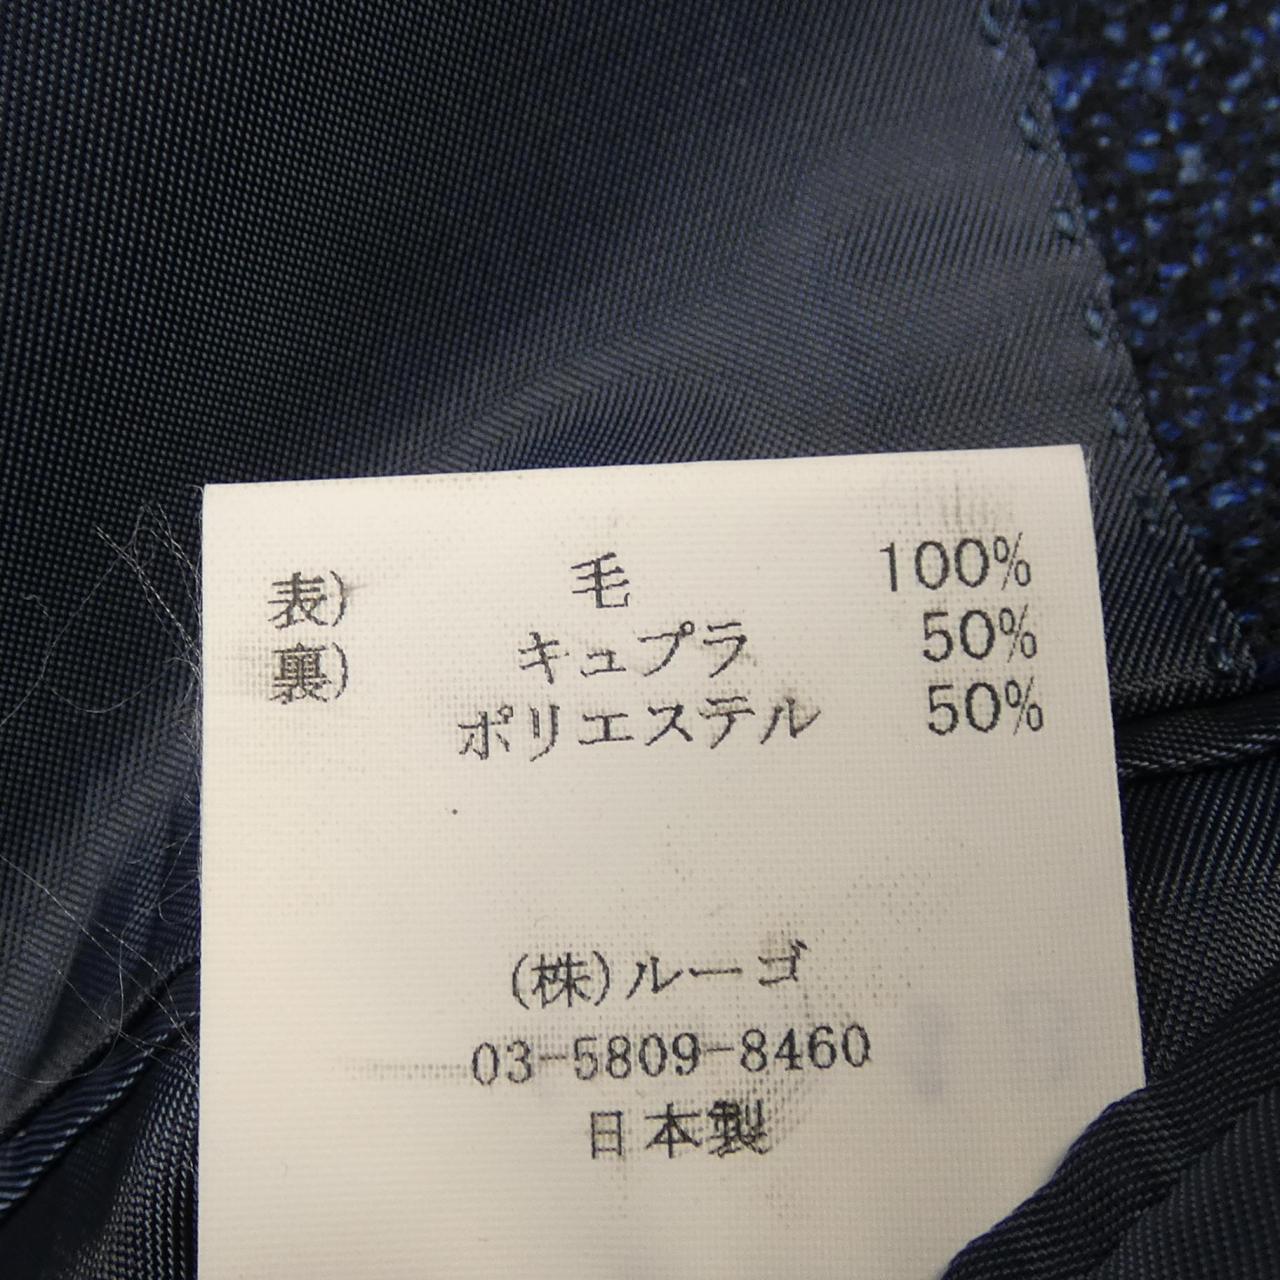 表) 毛 100%
裏) キュプラ 50%
ポリエステル 50%
(株)ルーゴ
03-5809-8460
日本製